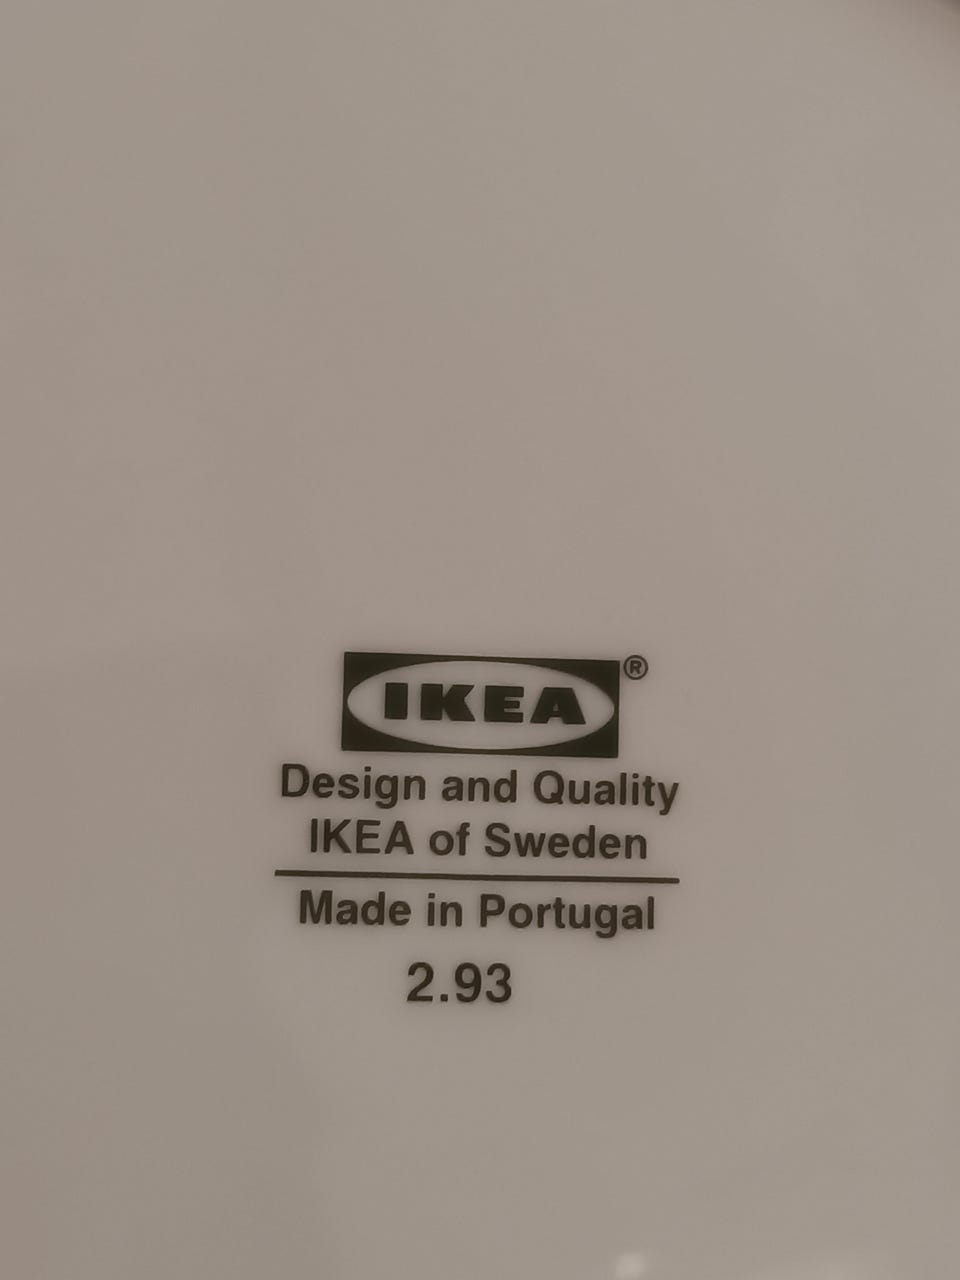 IKEA®
Design and Quality
IKEA of Sweden
Made in Portugal
2.93